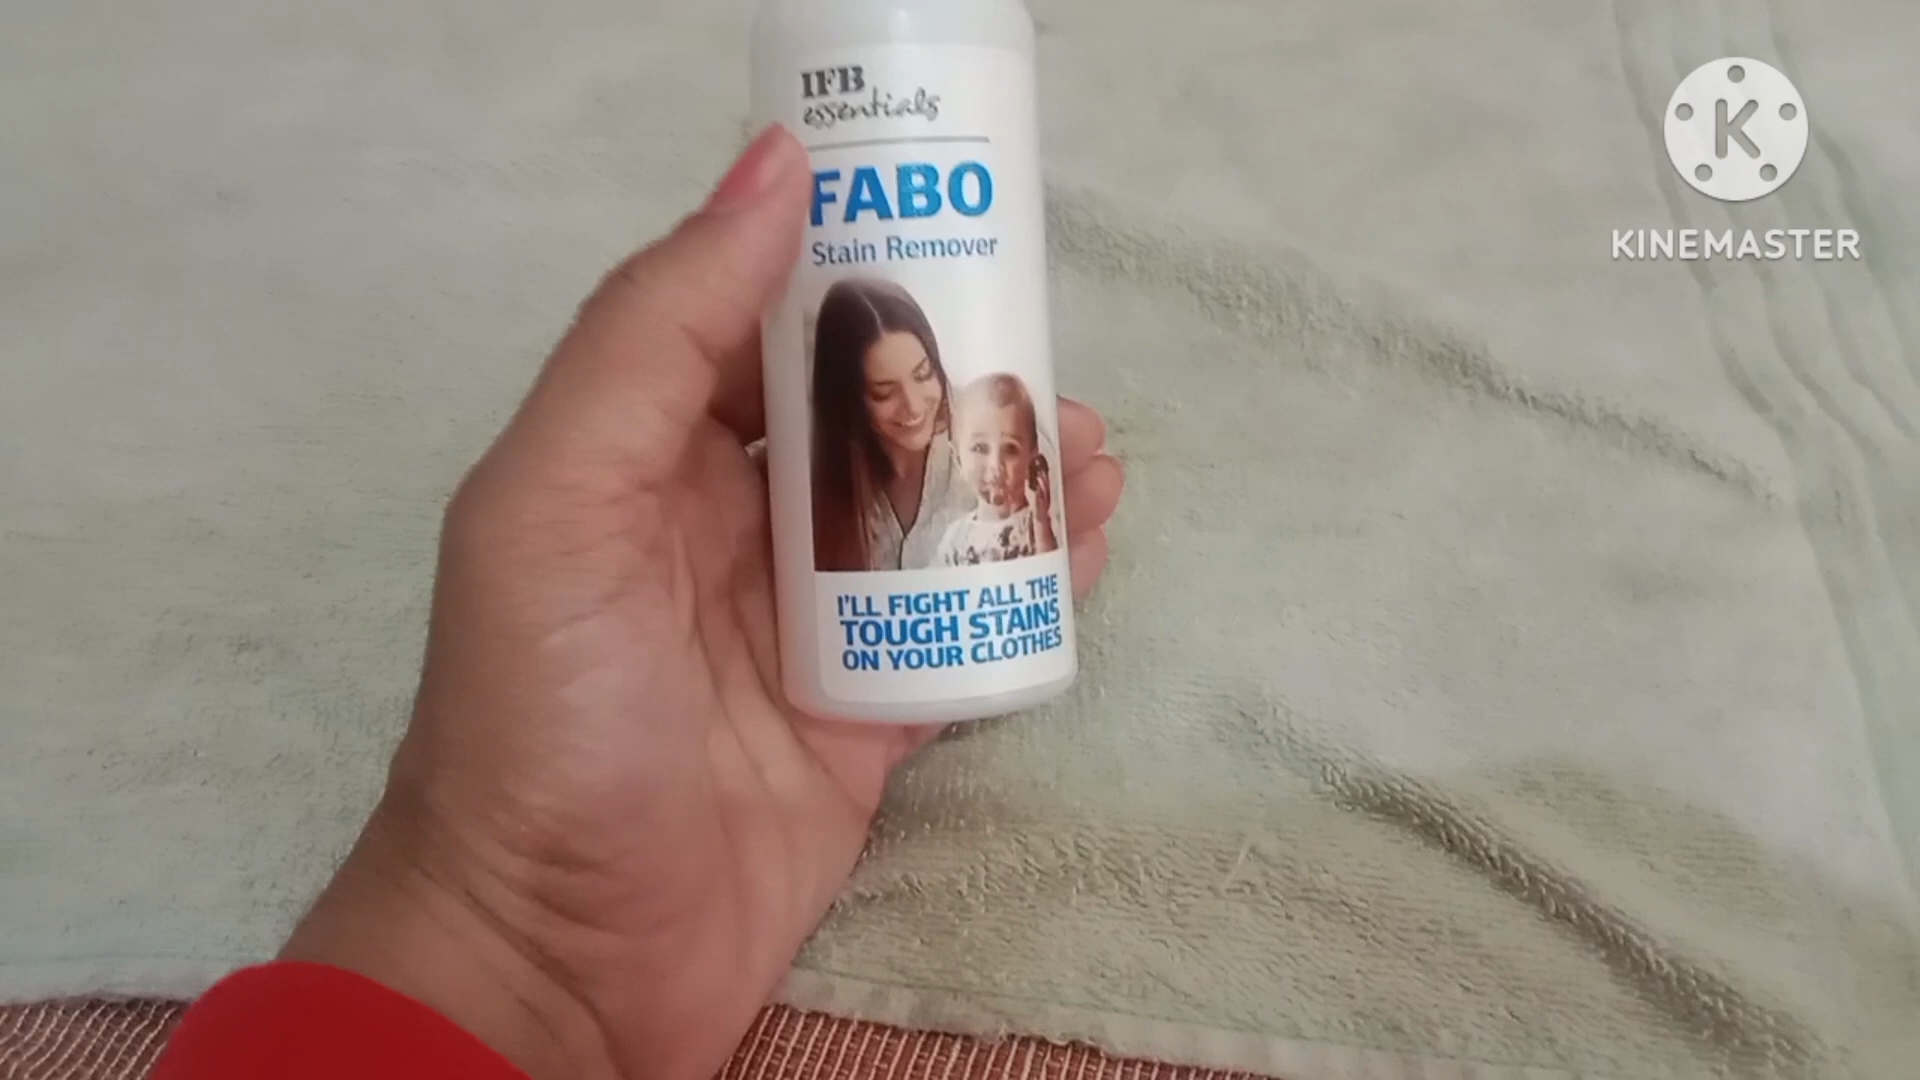 IFB
essentials
FABO
Stain Remover
I'LL FIGHT ALL THE
TOUGH STAINS
ON YOUR CLOTHES
K
KINEMASTER